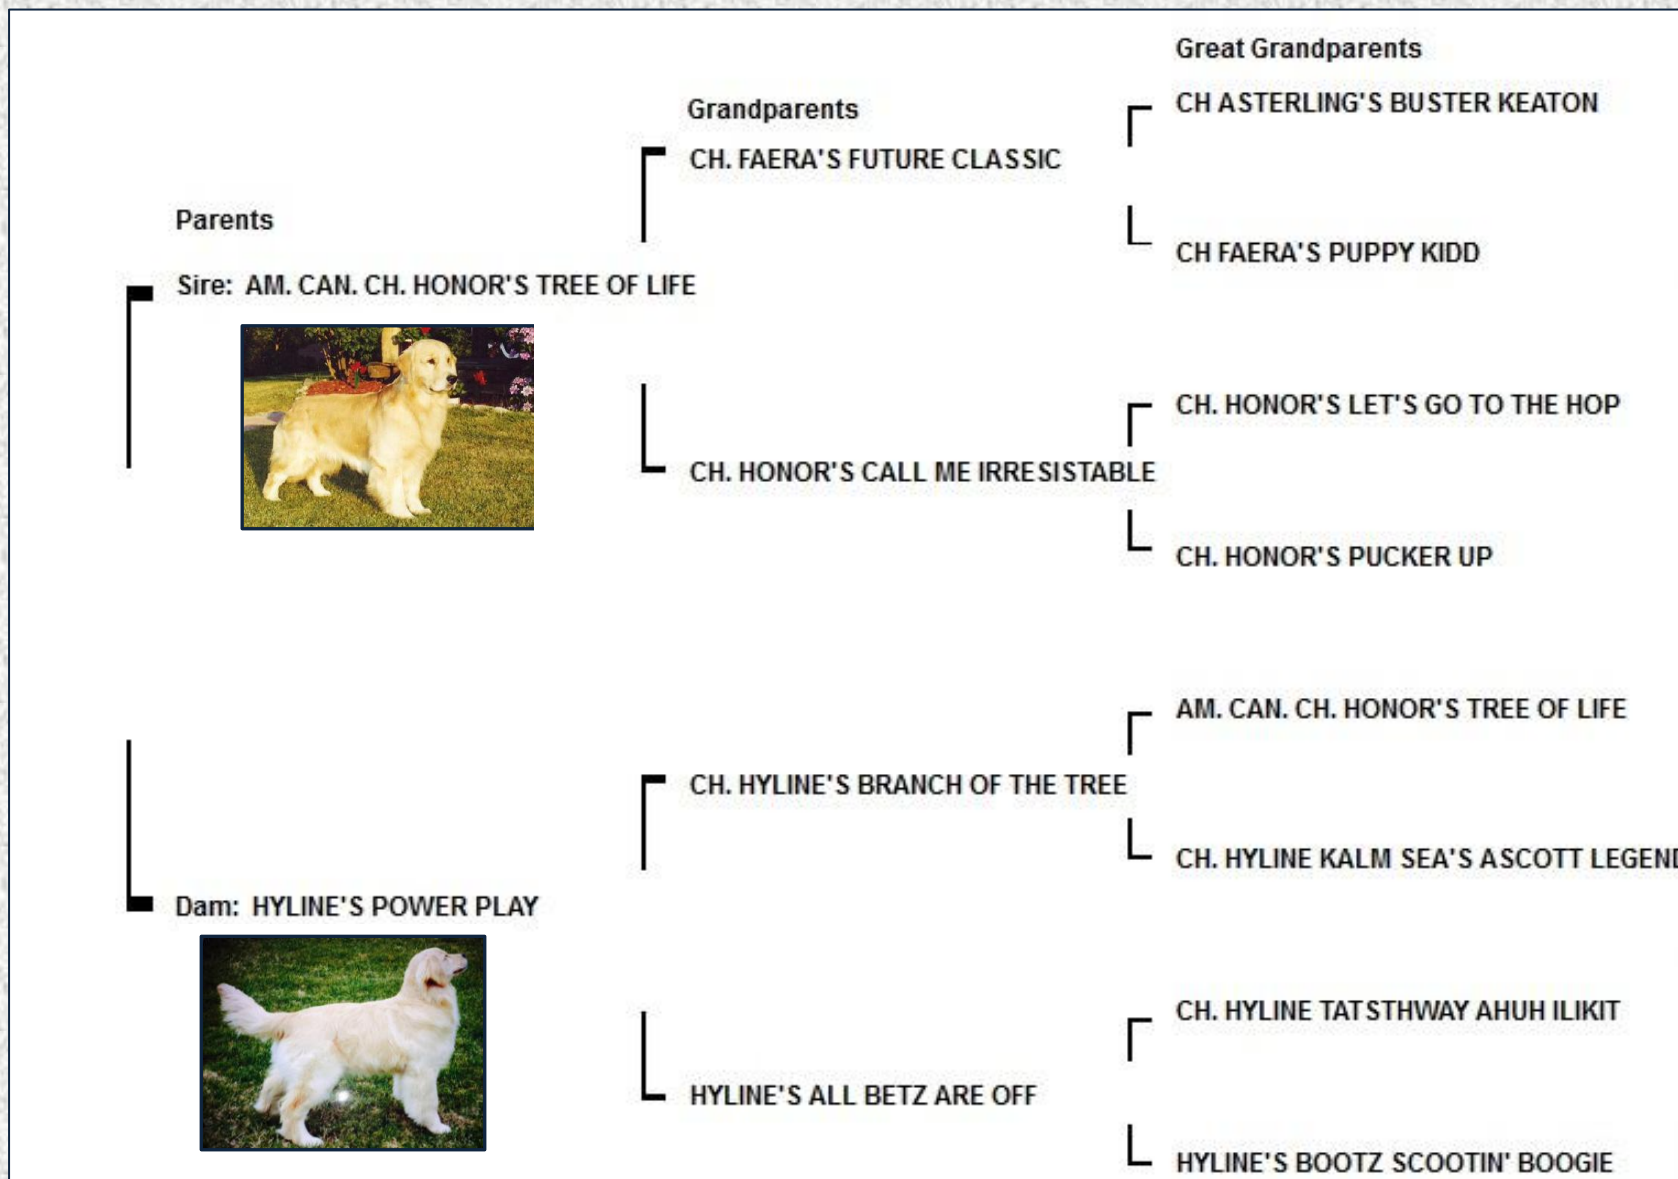 Great Grandparents
CH ASTERLING'S BUSTER KEATON
Grandparents
CH. FAERA'S FUTURE CLASSIC
Parents
CH FAERA'S PUPPY KIDD
Sire: AM. CAN. CH. HONOR'S TREE OF LIFE
CH. HONOR'S LET'S GO TO THE HOP
CH. HONOR'S CALL ME IRRESISTABLE
CH. HONOR'S PUCKER UP
AM. CAN. CH. HONOR'S TREE OF LIFE
CH. HYLINE'S BRANCH OF THE TREE
CH. HYLINE KALM SEA'S ASCOTT LEGEND
Dam: HYLINE'S POWER PLAY
CH. HYLINE TATSTHWAY AHUH ILIKIT
HYLINE'S ALL BETZ ARE OFF
HYLINE'S BOOTZ SCOOTIN' BOOGIE